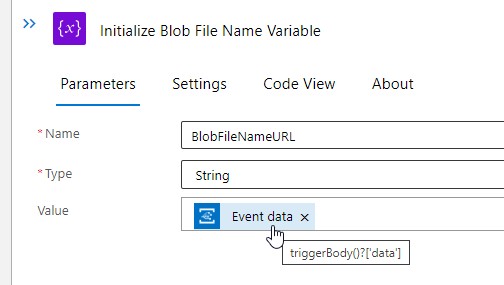 Initialize Blob File Name Variable
Parameters
Settings
Code View
About
* Name
BlobFileNameURL
* Type
String
Value
Event data ×
triggerBody()?['data']